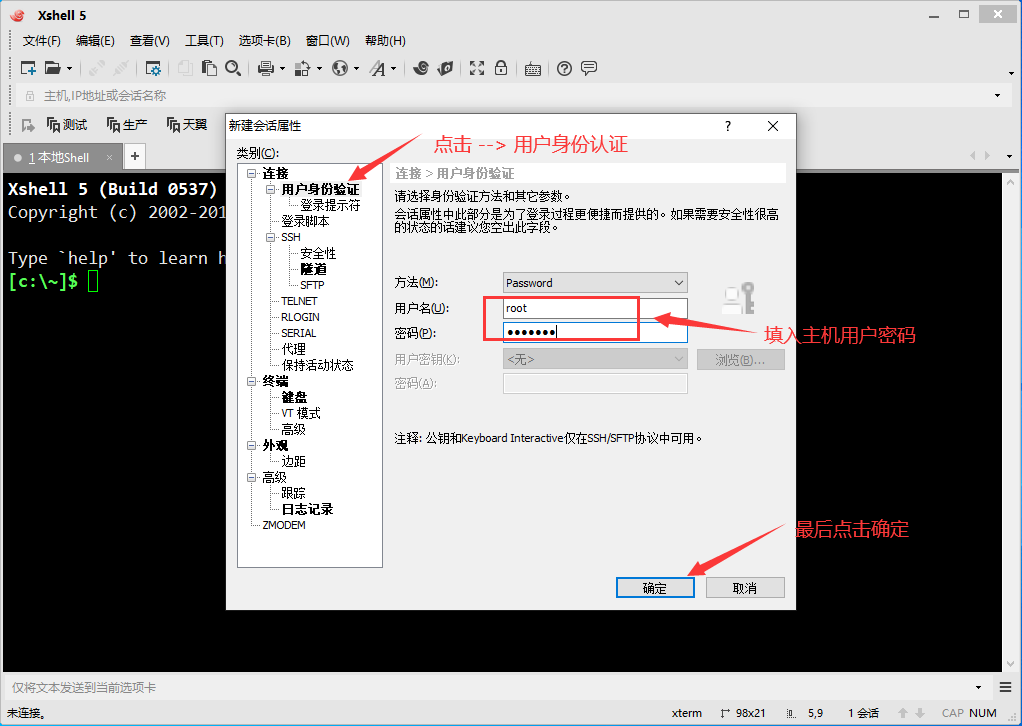 Xshell 5
文件(F) 编辑(E) 查看(V) 工具(T) 选项卡(B) 窗口(W) 帮助(H)
主机,IP地址或会话名称
测试 生产 天翼
1 本地Shell
Xshell 5 (Build 0537)
Copyright (c) 2002-201
Type `help' to learn h
[c:\~]$
新建会话属性
类别(C):
点击 --> 用户身份认证
连接
用户身份验证
登录提示符
登录脚本
SSH
安全性
隧道
SFTP
TELNET
RLOGIN
SERIAL
代理
保持活动状态
终端
键盘
VT 模式
高级
外观
边距
高级
跟踪
日志记录
ZMODEM
连接 > 用户身份验证
请选择身份验证方法和其它参数。
会话属性中此部分是为了登录过程更便捷而提供的。如果需要安全性很高
的状态的话建议您空出此字段。
方法(M): Password
用户名(U): root
密码(P): •••••••
填入主机用户密码
用户密钥(K): <无> 浏览(B)...
密码(A):
注释: 公钥和Keyboard Interactive仅在SSH/SFTP协议中可用。
最后点击确定
确定 取消
仅将文本发送到当前选项卡
未连接。 xterm 98x21 5,9 1 会话 CAP NUM